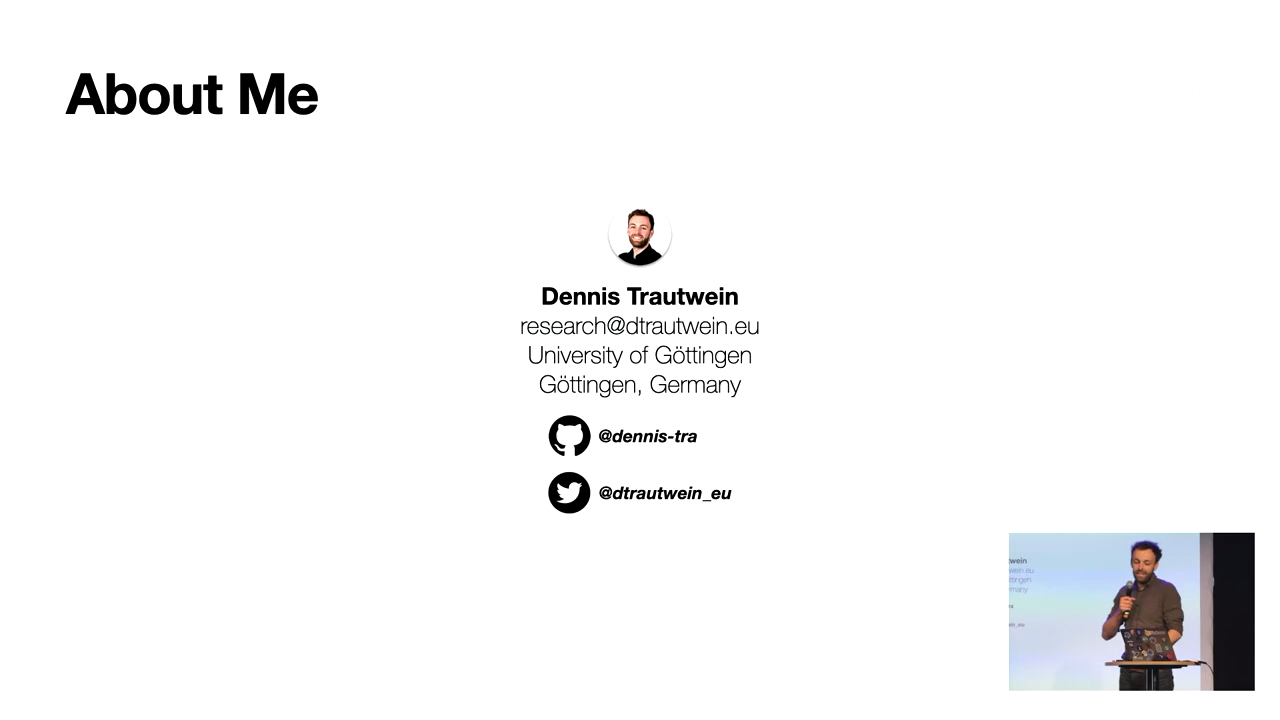 About Me
Dennis Trautwein
research@dtrautwein.eu
University of Göttingen
Göttingen, Germany
@dennis-tra
@dtrautwein_eu